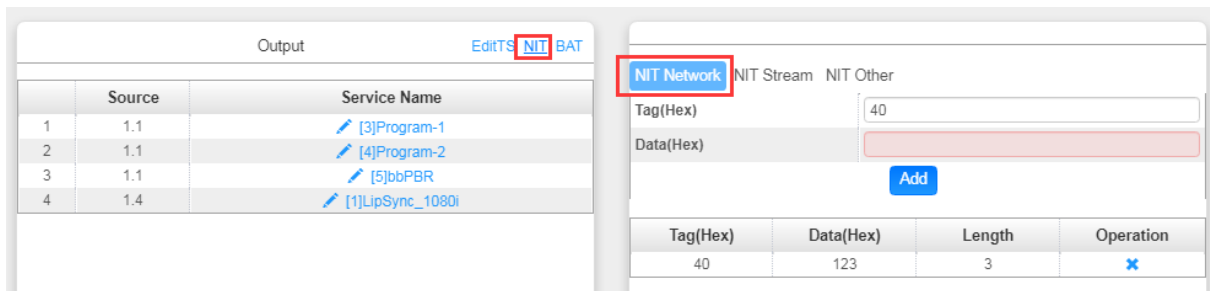 Output EditTS NIT BAT
Source Service Name
1 1.1 [3]Program-1
2 1.1 [4]Program-2
3 1.1 [5]bbPBR
4 1.4 [1]LipSync_1080i
NIT Network NIT Stream NIT Other
Tag(Hex) 40
Data(Hex)
Add
Tag(Hex) Data(Hex) Length Operation
40 123 3